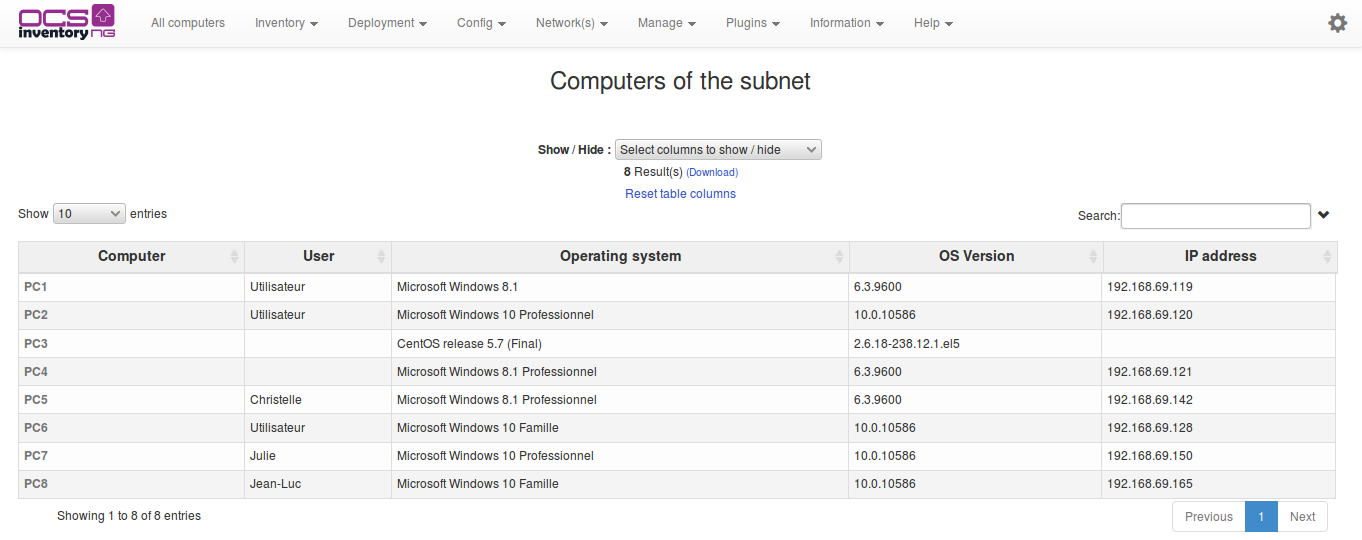 OCS inventory NG
All computers Inventory Deployment Config Network(s) Manage Plugins Information Help
Computers of the subnet
Show / Hide : Select columns to show / hide
8 Result(s) (Download)
Reset table columns
Show 10 entries Search:
Computer User Operating system OS Version IP address
PC1 Utilisateur Microsoft Windows 8.1 6.3.9600 192.168.69.119
PC2 Utilisateur Microsoft Windows 10 Professionnel 10.0.10586 192.168.69.120
PC3 CentOS release 5.7 (Final) 2.6.18-238.12.1.el5
PC4 Microsoft Windows 8.1 Professionnel 6.3.9600 192.168.69.121
PC5 Christelle Microsoft Windows 8.1 Professionnel 6.3.9600 192.168.69.142
PC6 Utilisateur Microsoft Windows 10 Famille 10.0.10586 192.168.69.128
PC7 Julie Microsoft Windows 10 Professionnel 10.0.10586 192.168.69.150
PC8 Jean-Luc Microsoft Windows 10 Famille 10.0.10586 192.168.69.165
Showing 1 to 8 of 8 entries Previous 1 Next